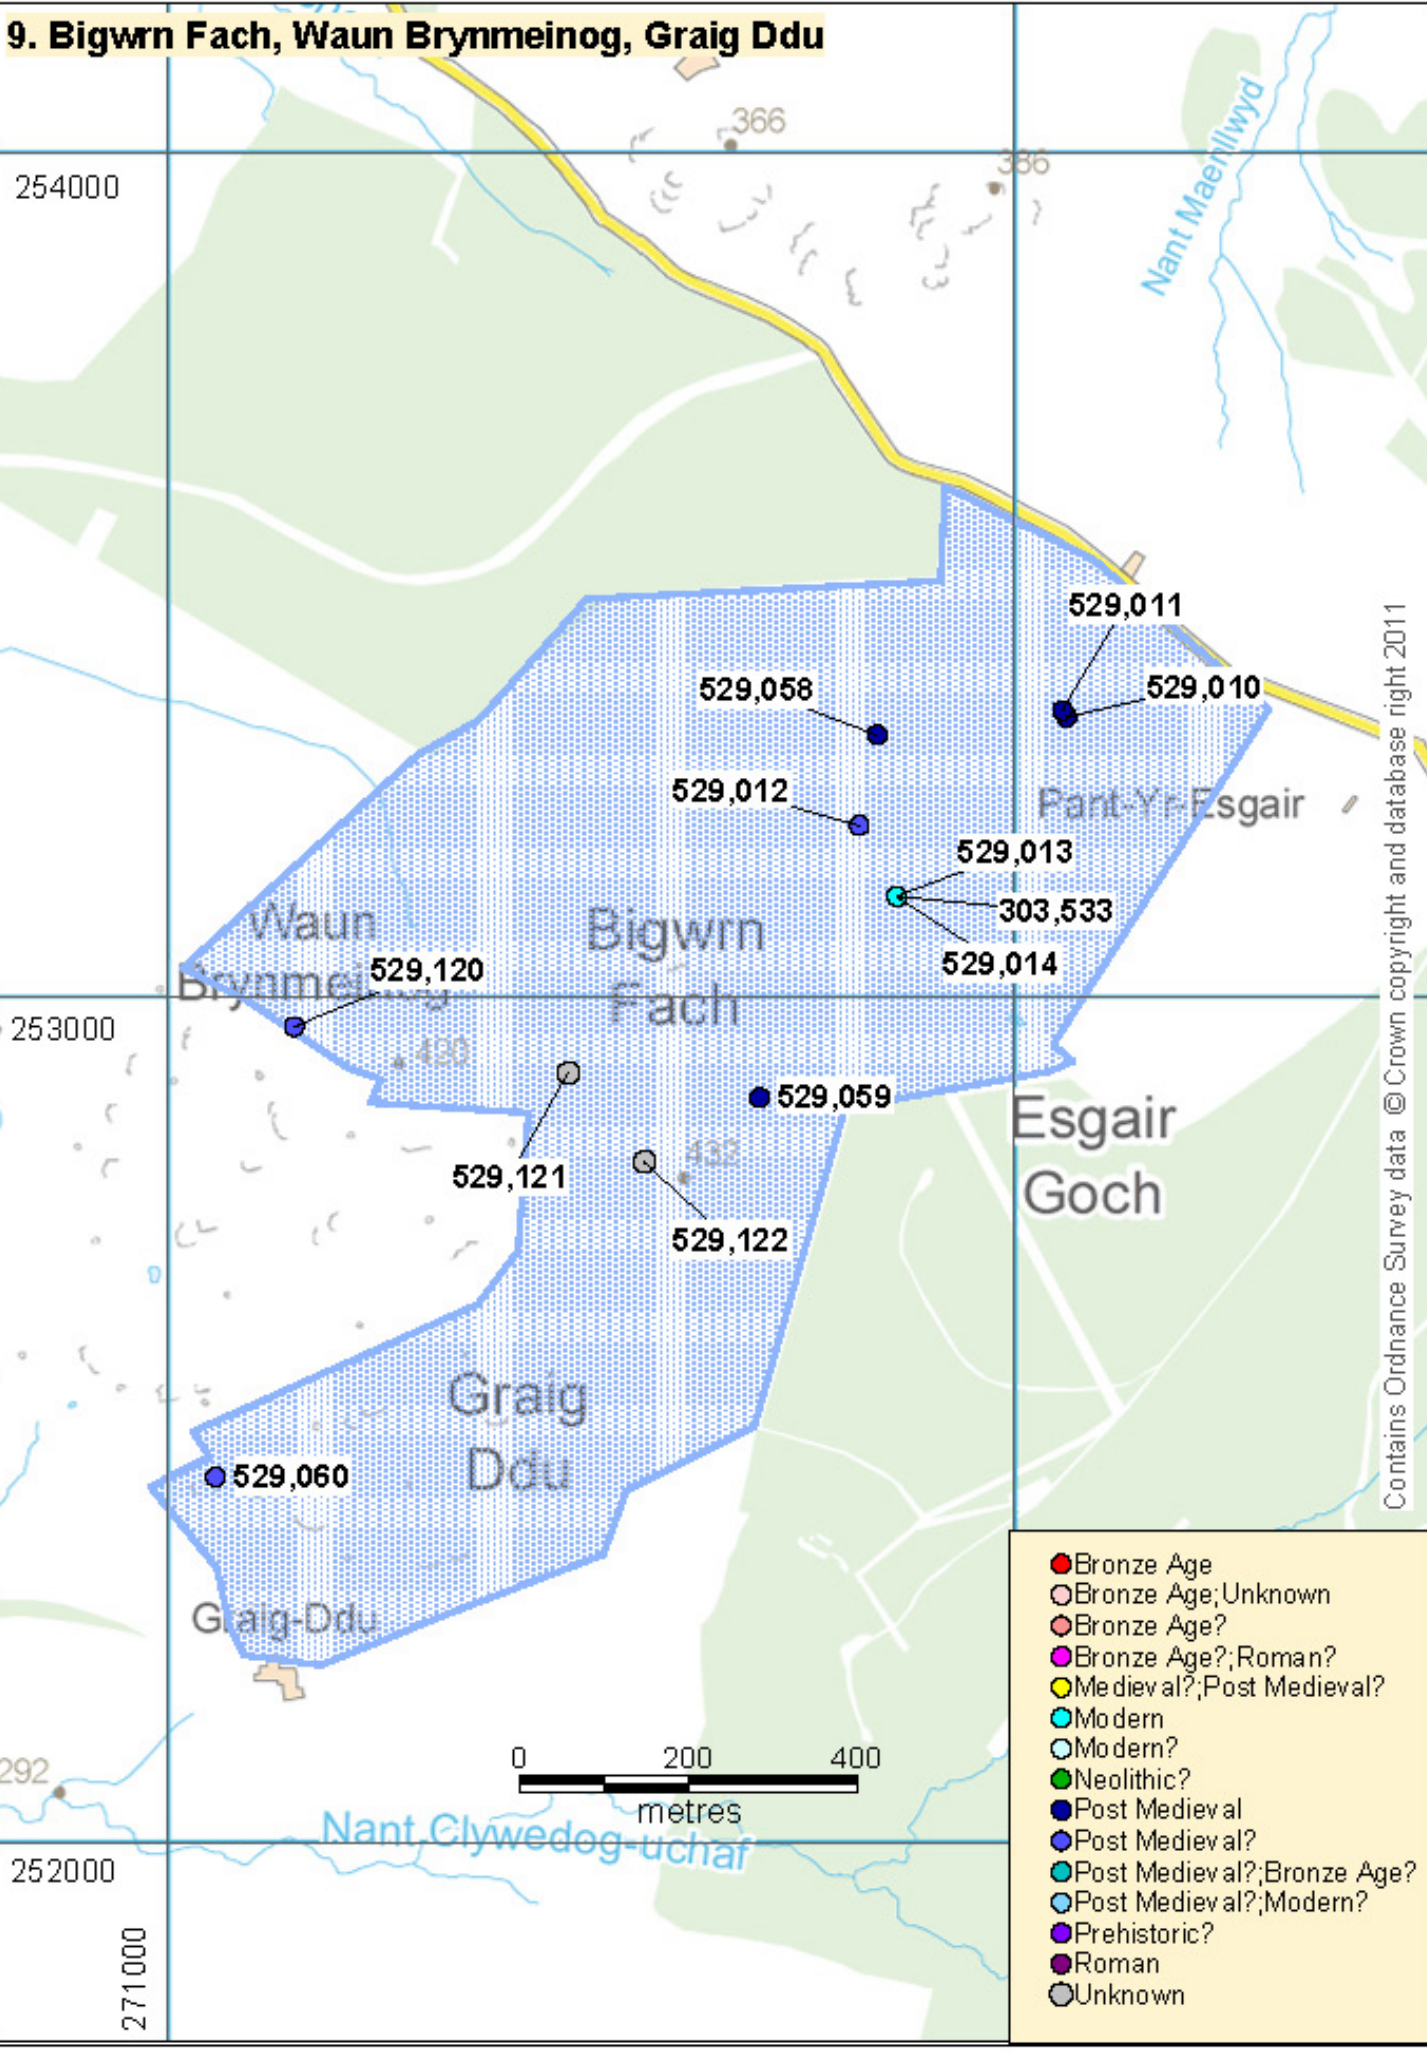 9. Bigwrn Fach, Waun Brynmeinog, Graig Ddu
366
386
254000
Nant Maenllwyd
529,011
529,010
529,058
529,012
Pant-Yr-Esgair
529,013
303,533
529,014
Waun
Brynmeinog
Bigwrn
Fach
529,120
253000
420
529,059
Esgair
Goch
529,121
432
529,122
Graig
Ddu
529,060
Graig-Ddu
292
0 200 400
metres
Nant Clywedog-uchaf
252000
271000
Contains Ordnance Survey data © Crown copyright and database right 2011
Bronze Age
Bronze Age;Unknown
Bronze Age?
Bronze Age?;Roman?
Medieval?;Post Medieval?
Modern
Modern?
Neolithic?
Post Medieval
Post Medieval?
Post Medieval?;Bronze Age?
Post Medieval?;Modern?
Prehistoric?
Roman
Unknown